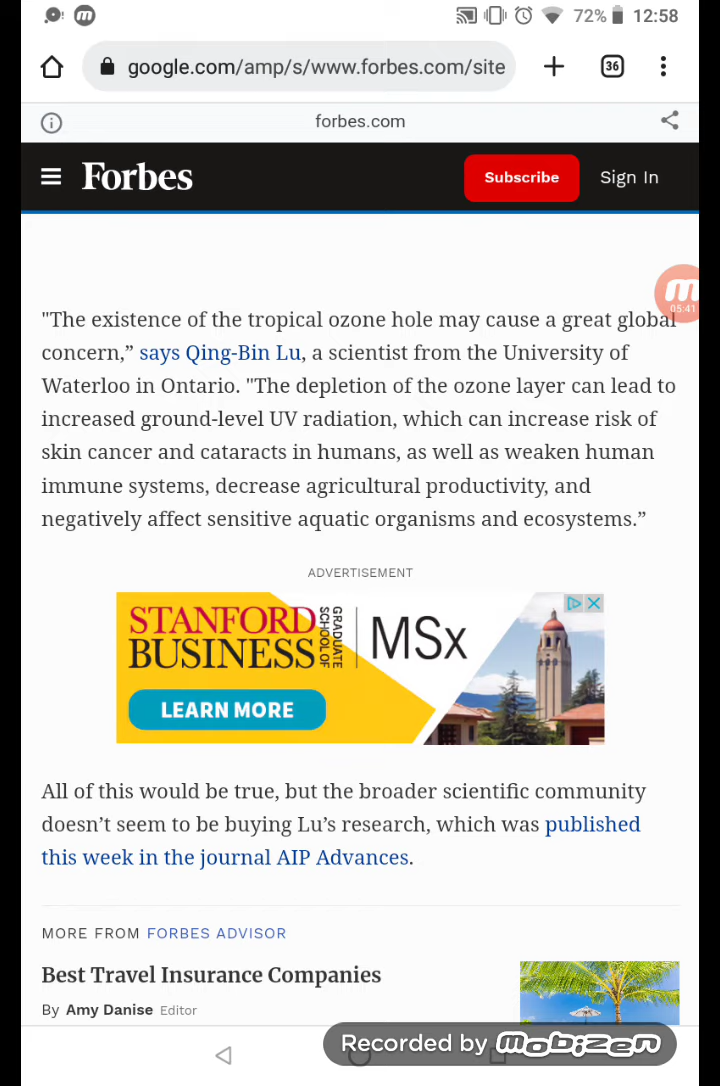 72% 12:58
google.com/amp/s/www.forbes.com/site
36
forbes.com
Forbes
Subscribe
Sign In
05:41
"The existence of the tropical ozone hole may cause a great global
concern,” says Qing-Bin Lu, a scientist from the University of
Waterloo in Ontario. "The depletion of the ozone layer can lead to
increased ground-level UV radiation, which can increase risk of
skin cancer and cataracts in humans, as well as weaken human
immune systems, decrease agricultural productivity, and
negatively affect sensitive aquatic organisms and ecosystems.”
ADVERTISEMENT
STANFORD
BUSINESS
GRADUATE
SCHOOL OF
MSx
LEARN MORE
All of this would be true, but the broader scientific community
doesn’t seem to be buying Lu’s research, which was published
this week in the journal AIP Advances.
MORE FROM FORBES ADVISOR
Best Travel Insurance Companies
By Amy Danise Editor
Recorded by mobizen